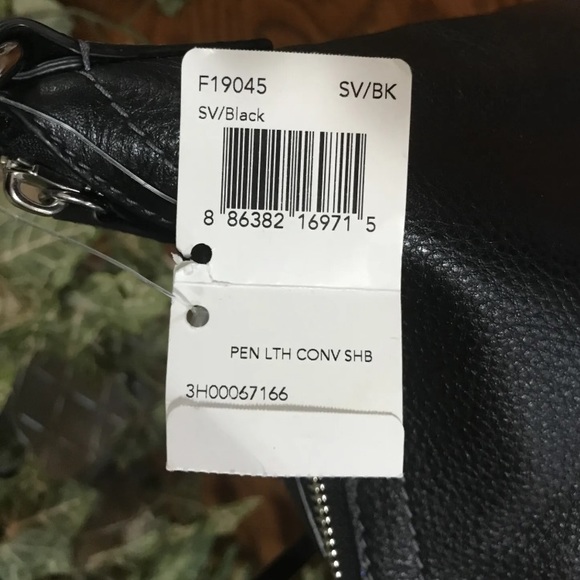 F19045 SV/BK
SV/Black
8 86382 16971 5
PEN LTH CONV SHB
3H00067166